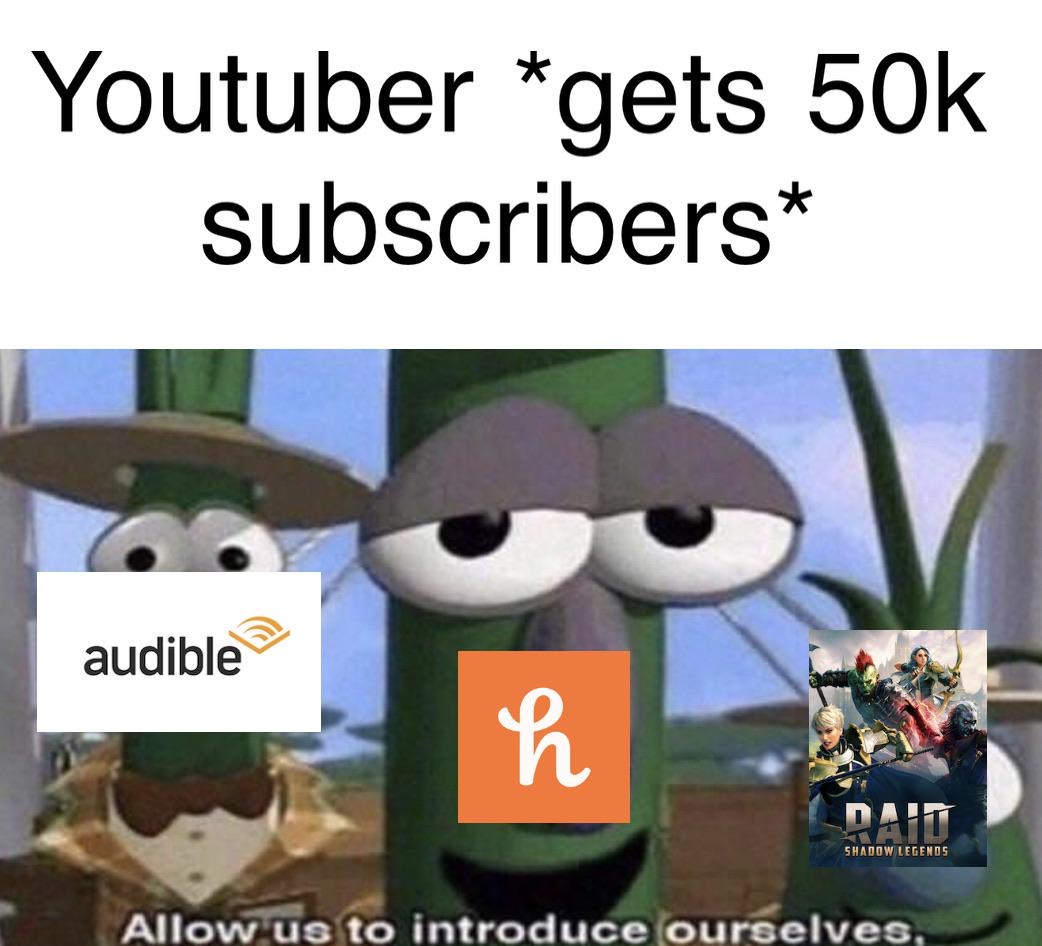 Youtuber *gets 50k
subscribers*
audible
h
RAID
SHADOW LEGENDS
Allow us to introduce ourselves.